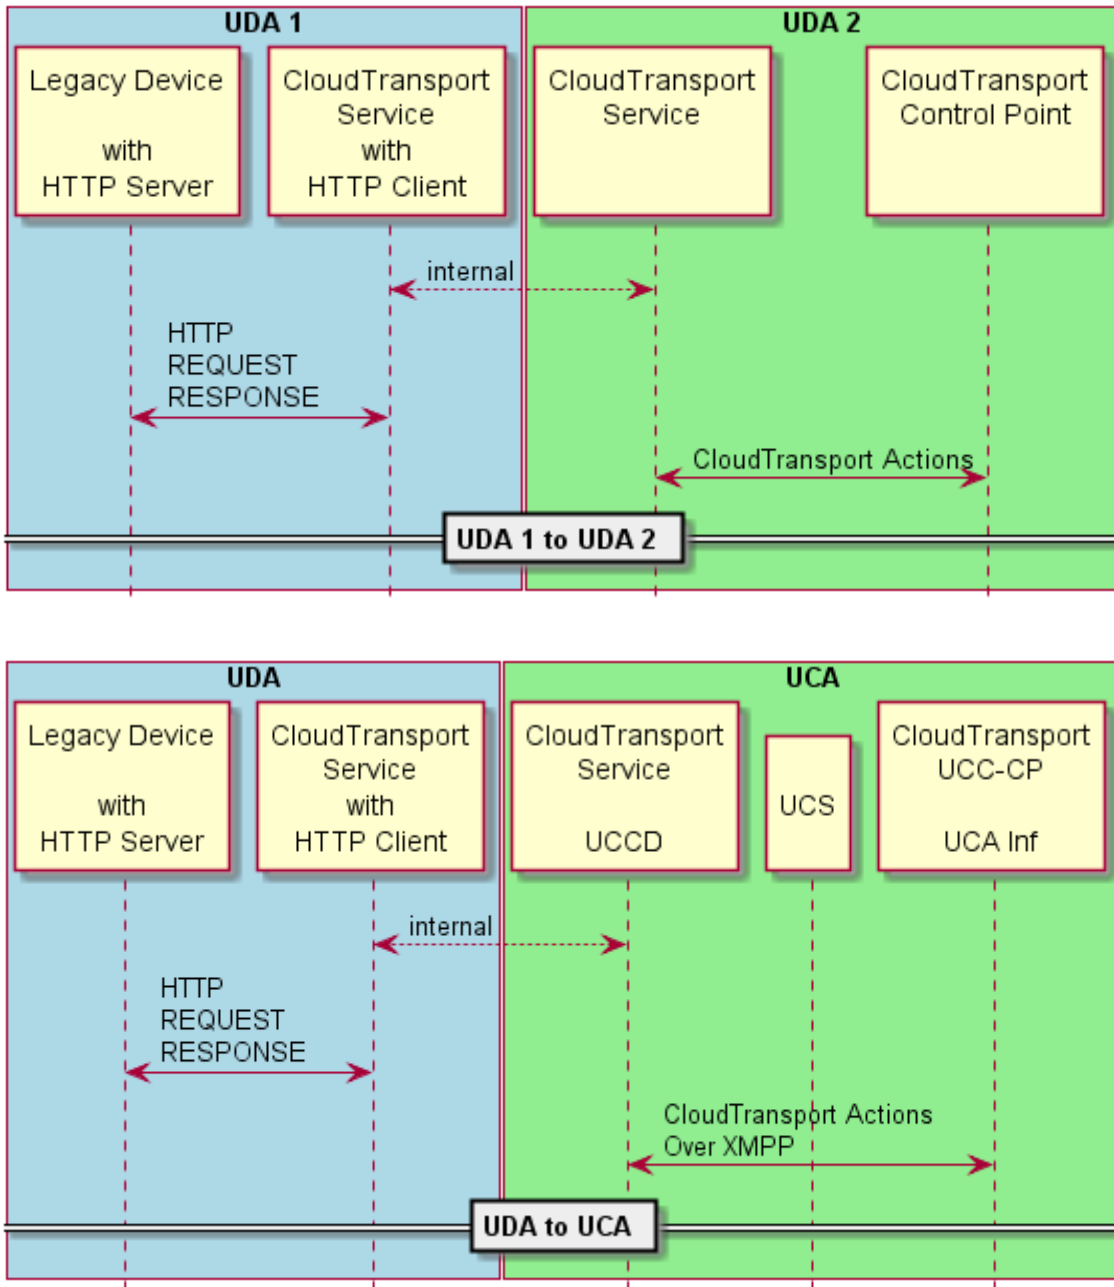 UDA 1
UDA 2
Legacy Device
with
HTTP Server
CloudTransport
Service
with
HTTP Client
CloudTransport
Service
CloudTransport
Control Point
internal
HTTP
REQUEST
RESPONSE
CloudTransport Actions
UDA 1 to UDA 2
UDA
UCA
Legacy Device
with
HTTP Server
CloudTransport
Service
with
HTTP Client
CloudTransport
Service
UCCD
UCS
CloudTransport
UCC-CP
UCA Inf
internal
HTTP
REQUEST
RESPONSE
CloudTransport Actions
Over XMPP
UDA to UCA